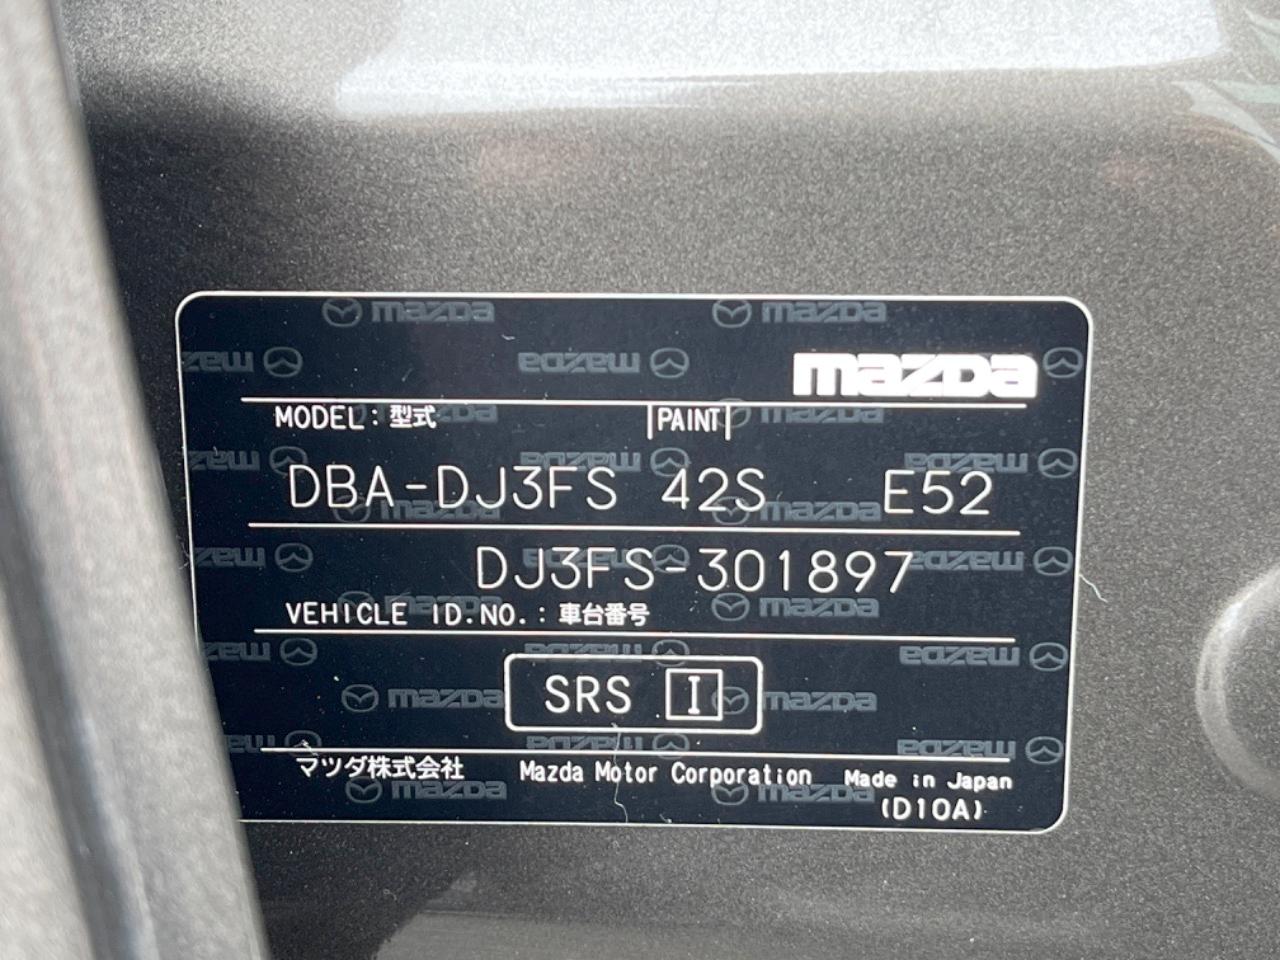 mazda
MODEL:型式 PAINT
DBA-DJ3FS 42S E52
DJ3FS-301897
VEHICLE ID.NO.:車台番号
SRS I
マツダ株式会社 Mazda Motor Corporation Made in Japan
(D10A)